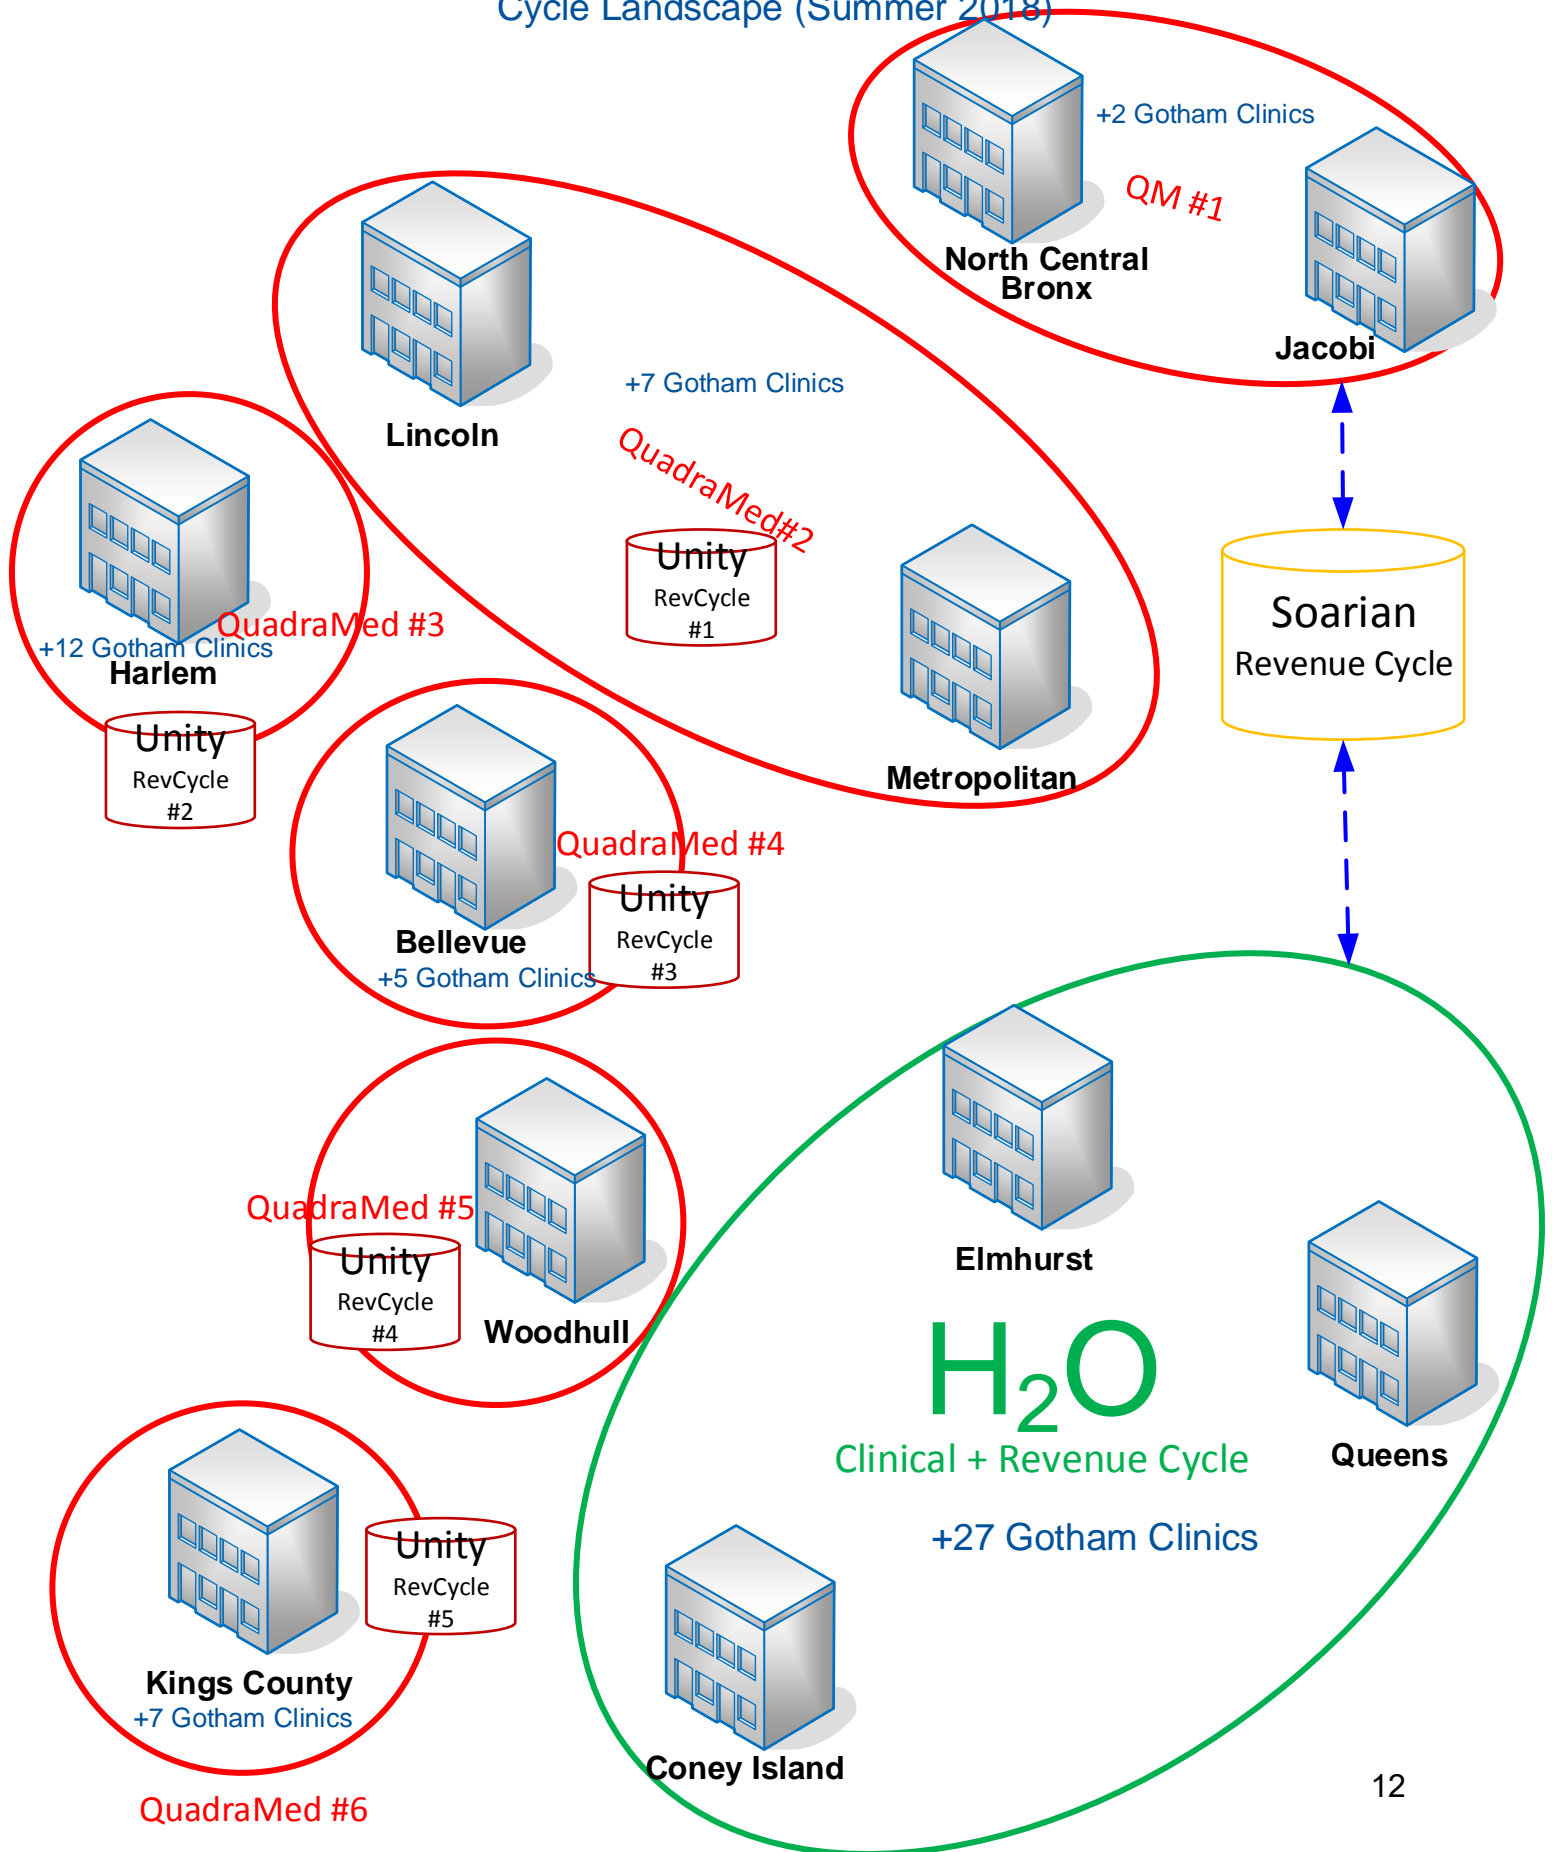 Cycle Landscape (Summer 2018)
+2 Gotham Clinics
QM #1
North Central
Bronx
Jacobi
+7 Gotham Clinics
Lincoln
QuadraMed#2
Unity
RevCycle
#1
Metropolitan
Soarian
Revenue Cycle
QuadraMed #3
+12 Gotham Clinics
Harlem
Unity
RevCycle
#2
QuadraMed #4
Unity
RevCycle
#3
Bellevue
+5 Gotham Clinics
QuadraMed #5
Unity
RevCycle
#4
Woodhull
Elmhurst
H₂O
Clinical + Revenue Cycle
Queens
+27 Gotham Clinics
Coney Island
Unity
RevCycle
#5
Kings County
+7 Gotham Clinics
QuadraMed #6
12